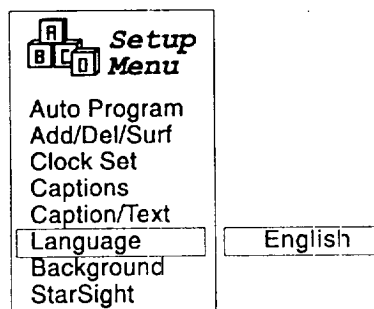 A
B C D
Setup
Menu
Auto Program
Add/Del/Surf
Clock Set
Captions
Caption/Text
Language English
Background
StarSight